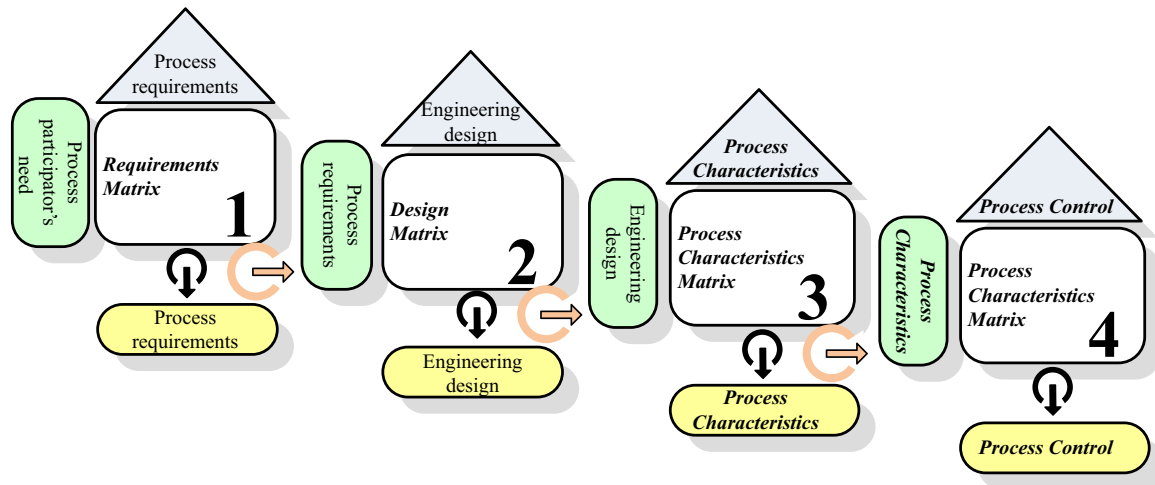 Process
requirements
Process
participator's
need
Requirements
Matrix
1
Process
requirements
Engineering
design
Process
requirements
Design
Matrix
2
Engineering
design
Process
Characteristics
Engineering
design
Process
Characteristics
Matrix
3
Process
Characteristics
Process Control
Process
Characteristics
Process
Characteristics
Matrix
4
Process Control